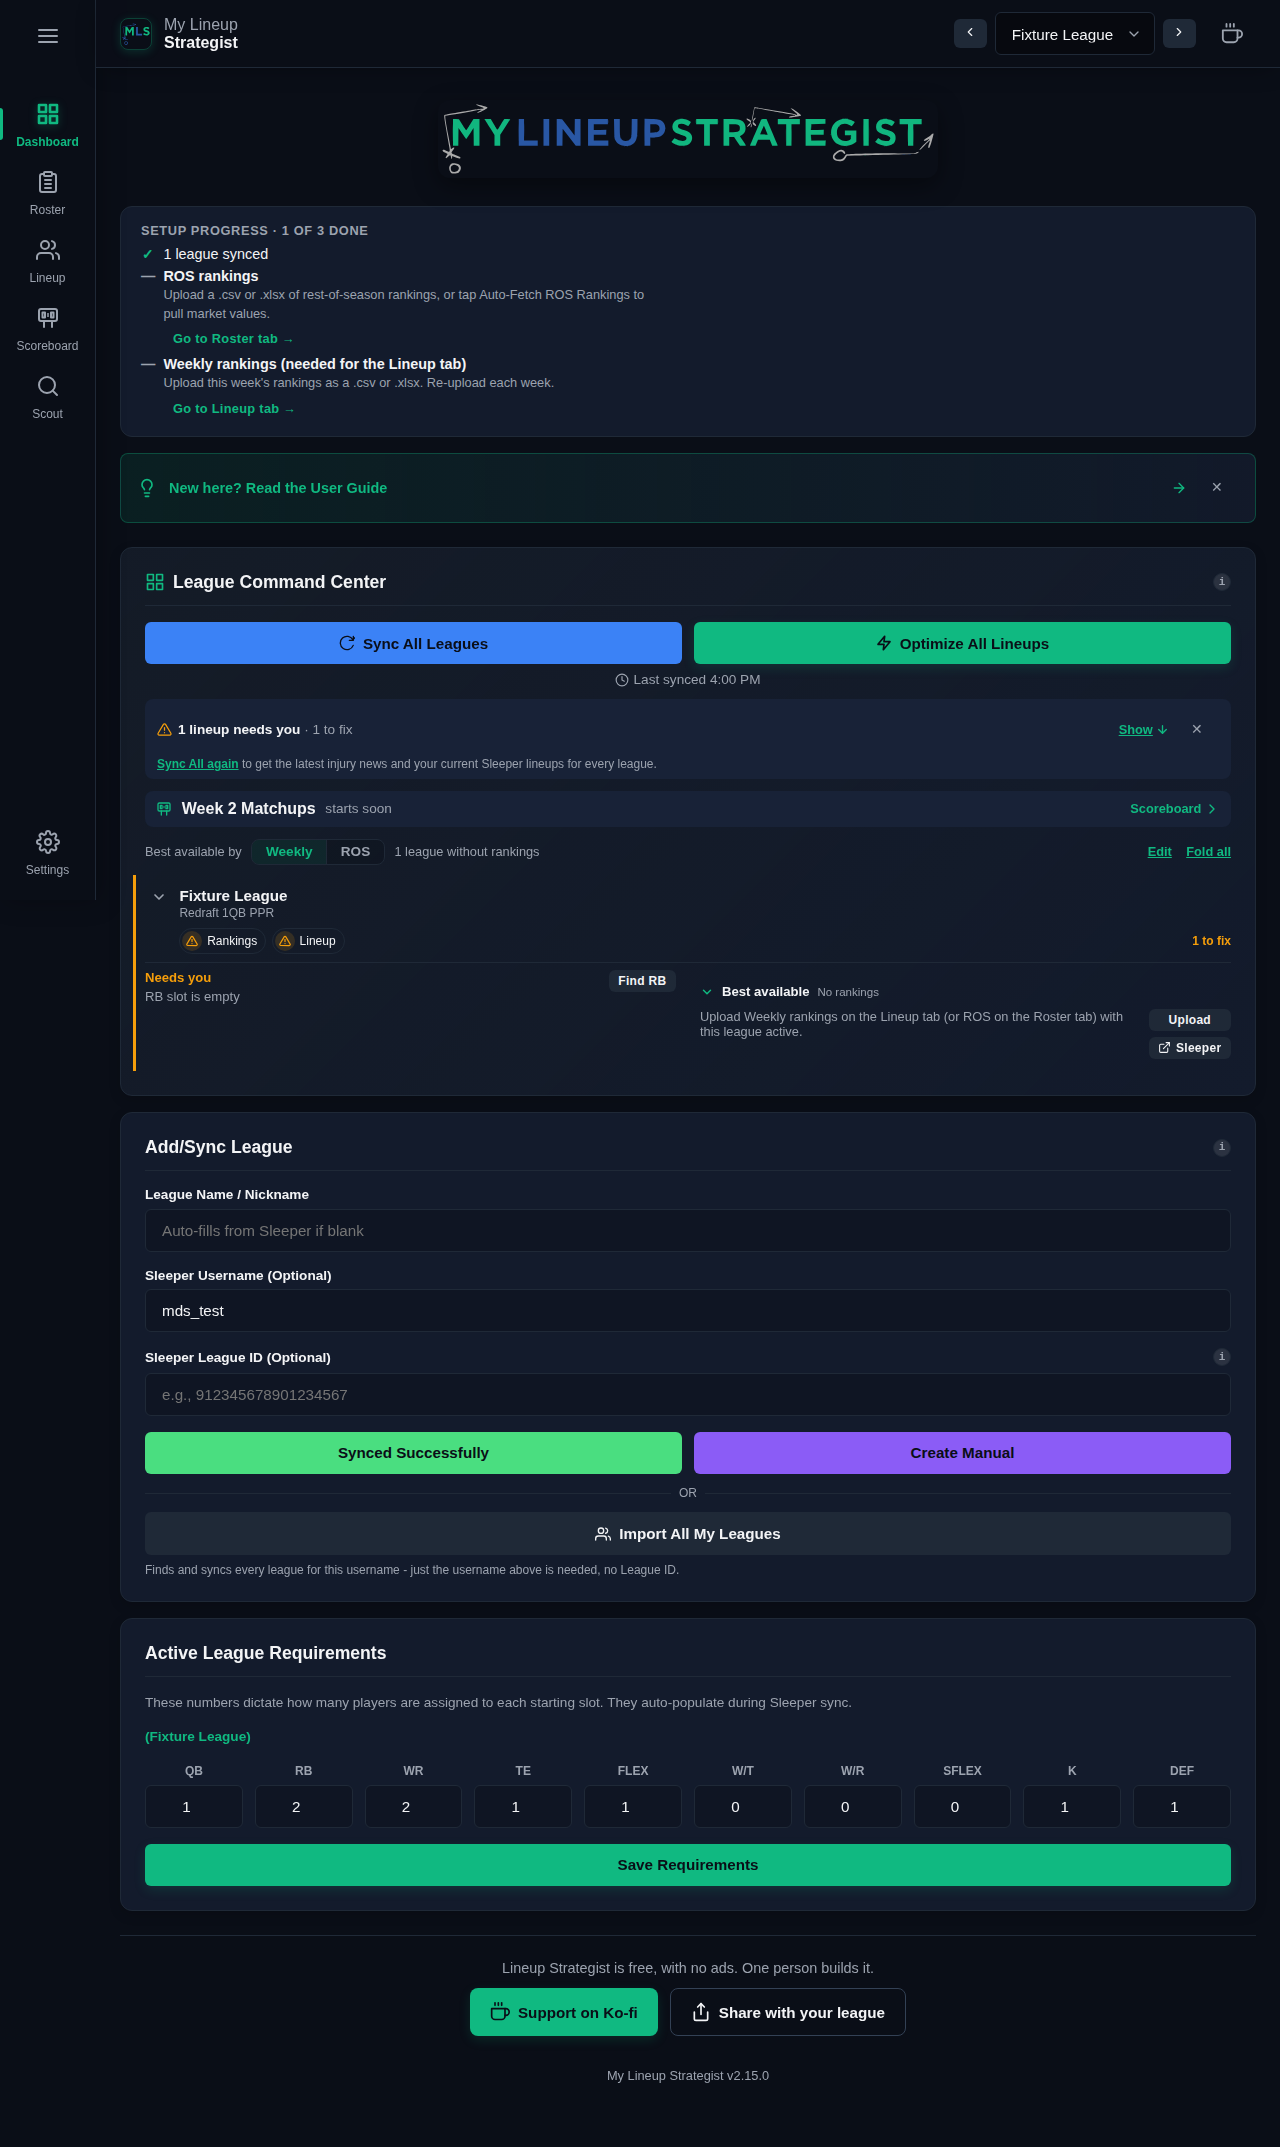 MLS
My Lineup
Strategist
Fixture League
Dashboard
Roster
Lineup
Scoreboard
Scout
Settings
MYLINEUPSTRATEGIST
SETUP PROGRESS · 1 OF 3 DONE
✓ 1 league synced
— ROS rankings
Upload a .csv or .xlsx of rest-of-season rankings, or tap Auto-Fetch ROS Rankings to
pull market values.
Go to Roster tab →
— Weekly rankings (needed for the Lineup tab)
Upload this week's rankings as a .csv or .xlsx. Re-upload each week.
Go to Lineup tab →
New here? Read the User Guide → ✕
League Command Center i
Sync All Leagues
Optimize All Lineups
Last synced 4:00 PM
1 lineup needs you · 1 to fix
Show ↓ ✕
Sync All again to get the latest injury news and your current Sleeper lineups for every league.
Week 2 Matchups starts soon
Scoreboard
Best available by Weekly ROS 1 league without rankings
Edit Fold all
Fixture League
Redraft 1QB PPR
Rankings Lineup
1 to fix
Needs you
RB slot is empty
Find RB
Best available No rankings
Upload Weekly rankings on the Lineup tab (or ROS on the Roster tab) with
this league active.
Upload
Sleeper
Add/Sync League i
League Name / Nickname
Auto-fills from Sleeper if blank
Sleeper Username (Optional)
mds_test
Sleeper League ID (Optional) i
e.g., 912345678901234567
Synced Successfully
Create Manual
OR
Import All My Leagues
Finds and syncs every league for this username - just the username above is needed, no League ID.
Active League Requirements
These numbers dictate how many players are assigned to each starting slot. They auto-populate during Sleeper sync.
(Fixture League)
QB RB WR TE FLEX W/T W/R SFLEX K DEF
1 2 2 1 1 0 0 0 1 1
Save Requirements
Lineup Strategist is free, with no ads. One person builds it.
Support on Ko-fi
Share with your league
My Lineup Strategist v2.15.0